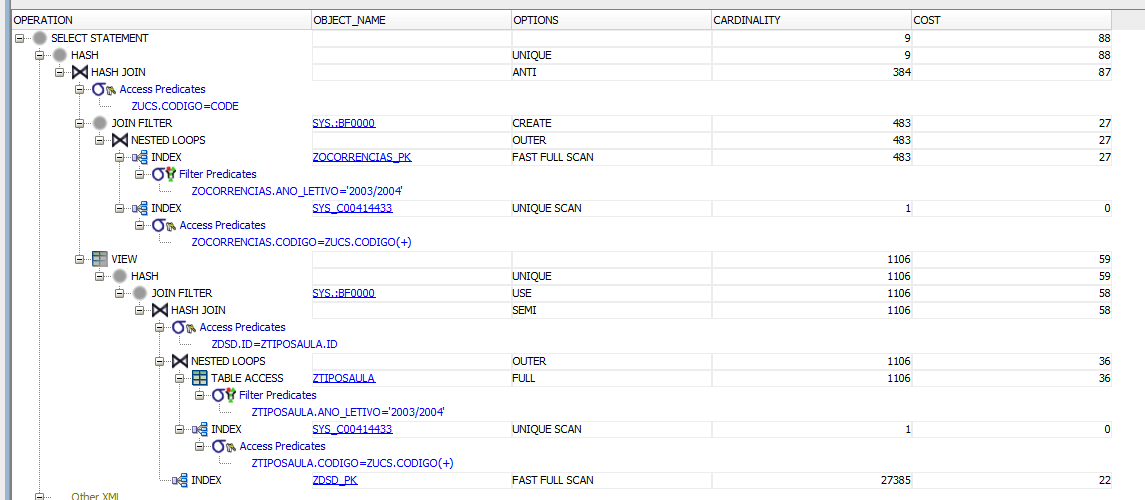 OPERATION OBJECT_NAME OPTIONS CARDINALITY COST
SELECT STATEMENT 9 88
HASH UNIQUE 9 88
HASH JOIN ANTI 384 87
Access Predicates
ZUCS.CODIGO=CODE
JOIN FILTER SYS.:BF0000 CREATE 483 27
NESTED LOOPS OUTER 483 27
INDEX ZOCORRENCIAS_PK FAST FULL SCAN 483 27
Filter Predicates
ZOCORRENCIAS.ANO_LETIVO='2003/2004'
INDEX SYS_C00414433 UNIQUE SCAN 1 0
Access Predicates
ZOCORRENCIAS.CODIGO=ZUCS.CODIGO(+)
VIEW 1106 59
HASH UNIQUE 1106 59
JOIN FILTER SYS.:BF0000 USE 1106 58
HASH JOIN SEMI 1106 58
Access Predicates
ZDSD.ID=ZTIPOSAULA.ID
NESTED LOOPS OUTER 1106 36
TABLE ACCESS ZTIPOSAULA FULL 1106 36
Filter Predicates
ZTIPOSAULA.ANO_LETIVO='2003/2004'
INDEX SYS_C00414433 UNIQUE SCAN 1 0
Access Predicates
ZTIPOSAULA.CODIGO=ZUCS.CODIGO(+)
INDEX ZDSD_PK FAST FULL SCAN 27385 22
Other XML